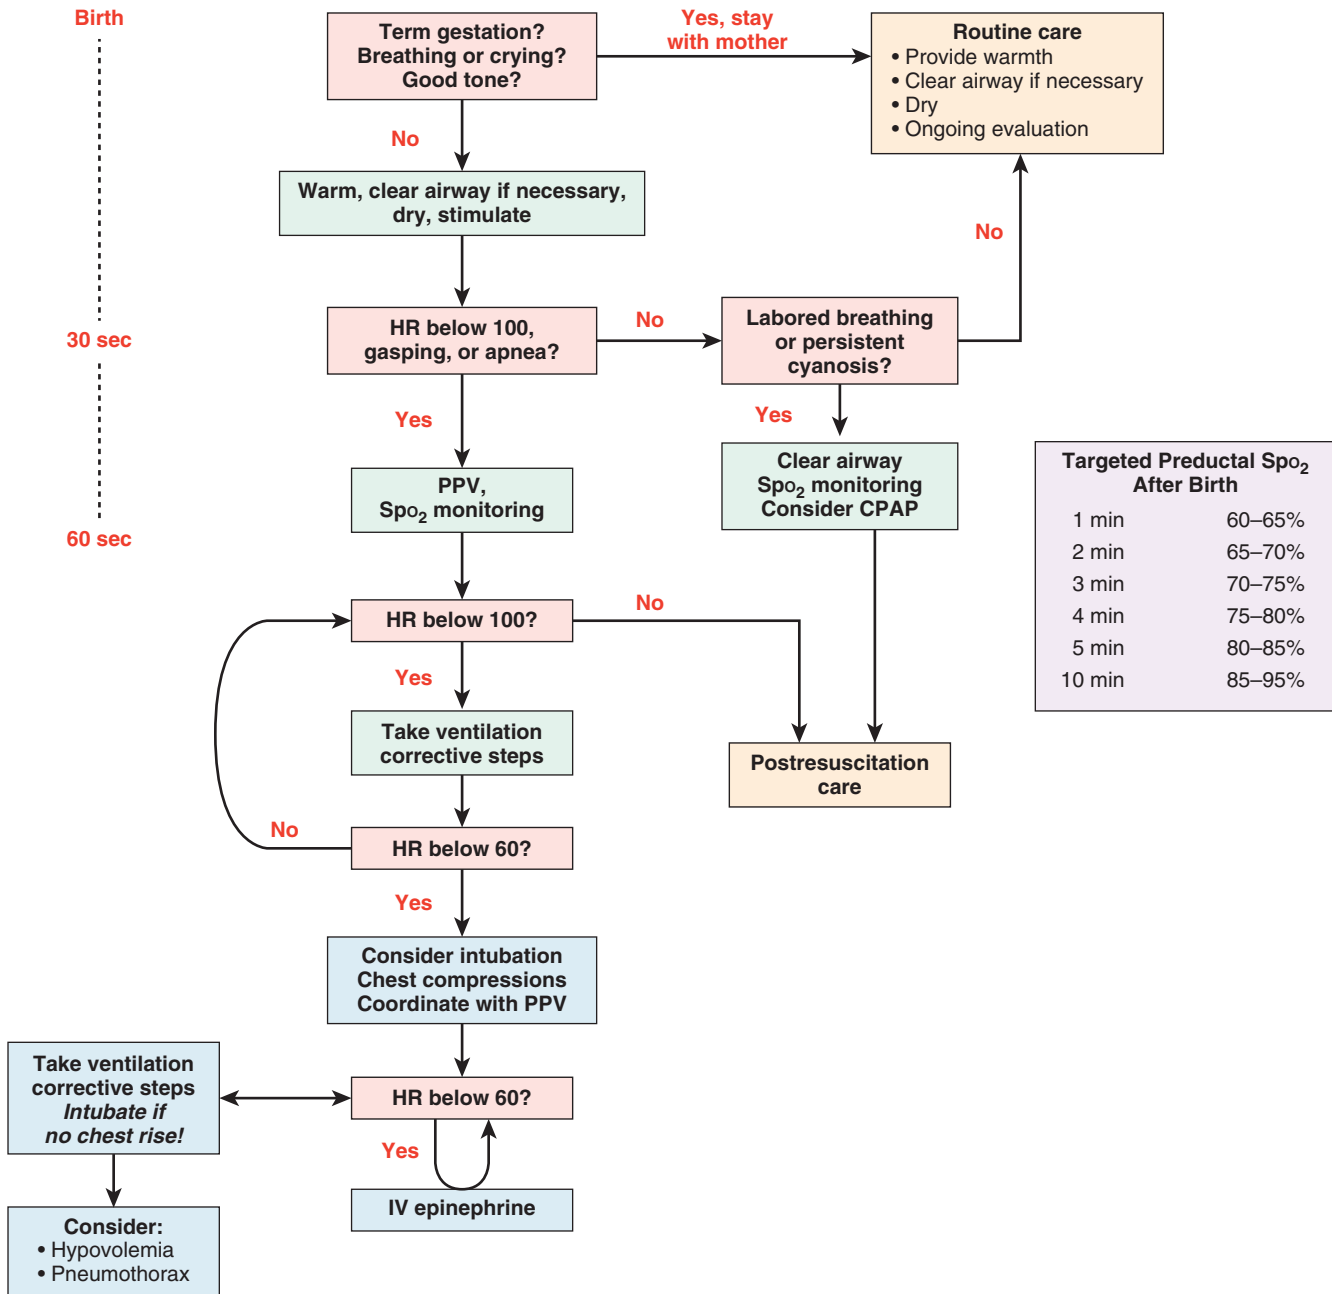 Birth
Term gestation?
Breathing or crying?
Good tone?
Yes, stay
with mother
Routine care
• Provide warmth
• Clear airway if necessary
• Dry
• Ongoing evaluation
No
Warm, clear airway if necessary,
dry, stimulate
No
30 sec
HR below 100,
gasping, or apnea?
No
Labored breathing
or persistent
cyanosis?
Yes
Yes
PPV,
SpO2 monitoring
Clear airway
SpO2 monitoring
Consider CPAP
60 sec
Targeted Preductal SpO2
After Birth
1 min 60–65%
2 min 65–70%
3 min 70–75%
4 min 75–80%
5 min 80–85%
10 min 85–95%
HR below 100?
No
Yes
Take ventilation
corrective steps
Postresuscitation
care
No
HR below 60?
Yes
Consider intubation
Chest compressions
Coordinate with PPV
Take ventilation
corrective steps
Intubate if
no chest rise!
HR below 60?
Yes
IV epinephrine
Consider:
• Hypovolemia
• Pneumothorax